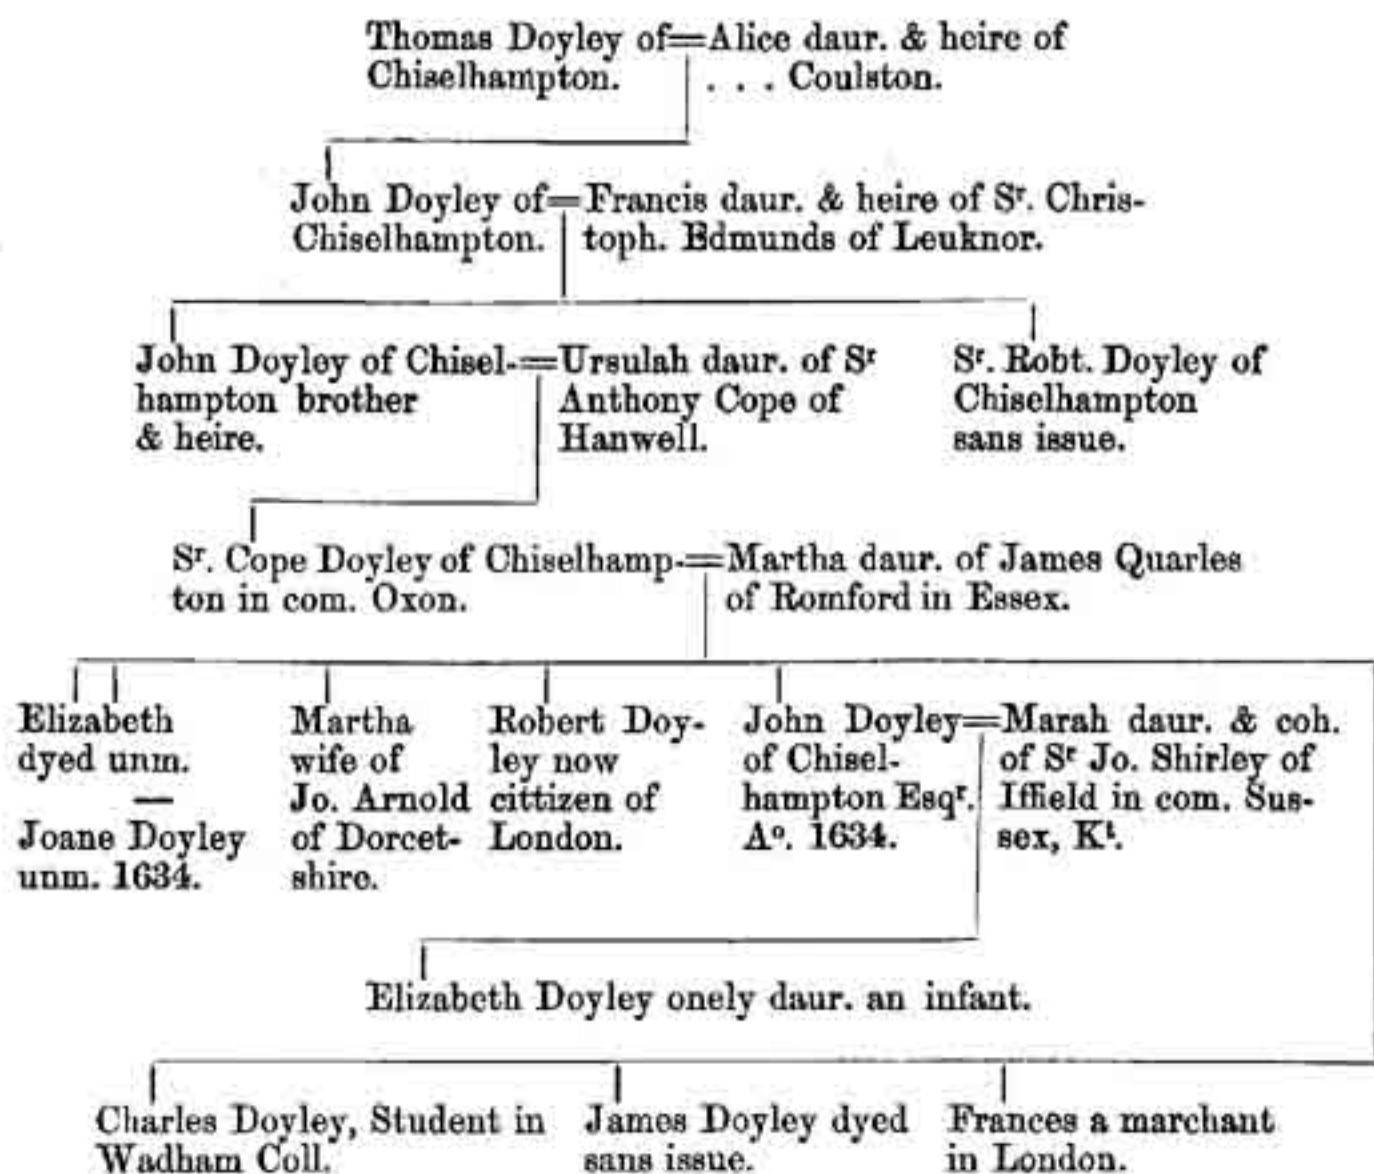 Thomas Doyley of=Alice daur. & heire of
Chiselhampton. . . . Coulston.
John Doyley of=Francis daur. & heire of Sʳ. Chris-
Chiselhampton. toph. Edmunds of Leuknor.
John Doyley of Chisel-=Ursulah daur. of Sʳ
hampton brother Anthony Cope of
& heire. Hanwell.
Sʳ. Robt. Doyley of
Chiselhampton
sans issue.
Sʳ. Cope Doyley of Chiselhamp-=Martha daur. of James Quarles
ton in com. Oxon. of Romford in Essex.
Elizabeth
dyed unm.
—
Joane Doyley
unm. 1634.
Martha
wife of
Jo. Arnold
of Dorcet-
shire.
Robert Doy-
ley now
cittizen of
London.
John Doyley=Marah daur. & coh.
of Chisel- of Sʳ Jo. Shirley of
hampton Esqʳ. Iffield in com. Sus-
Aᵒ. 1634. sex, Kᵗ.
Elizabeth Doyley onely daur. an infant.
Charles Doyley, Student in
Wadham Coll.
James Doyley dyed
sans issue.
Frances a marchant
in London.